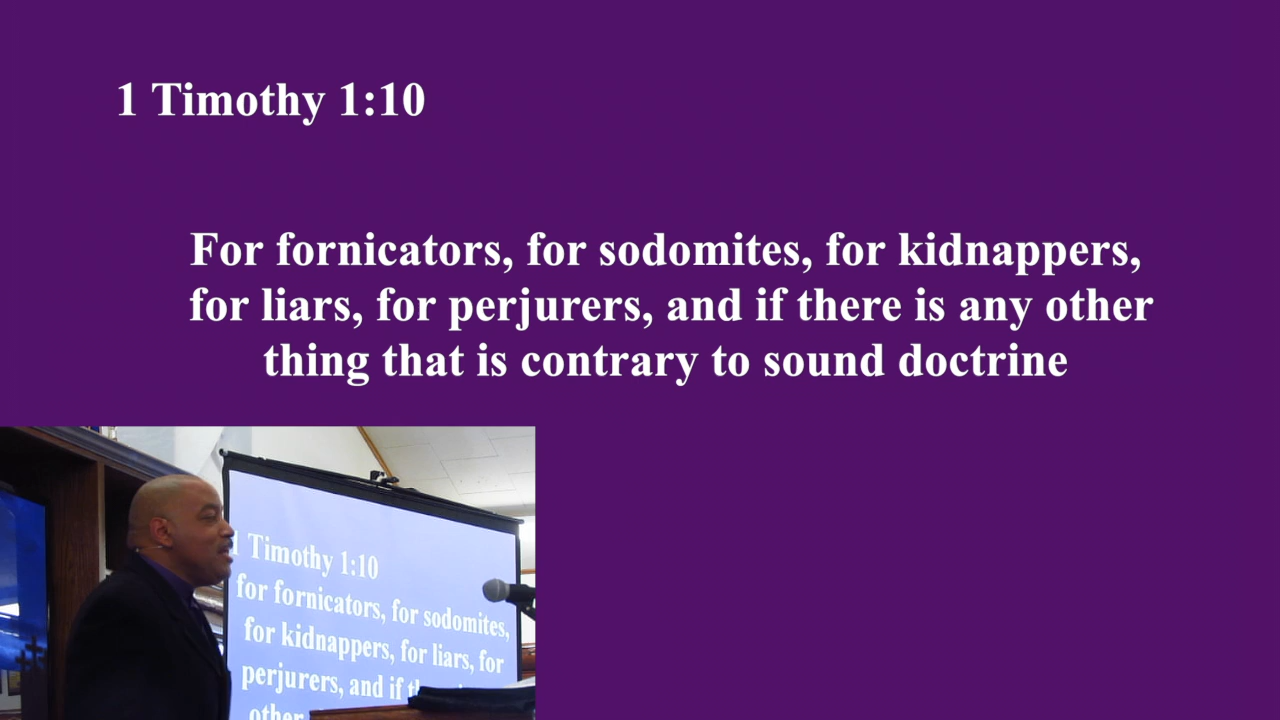 1 Timothy 1:10
For fornicators, for sodomites, for kidnappers,
for liars, for perjurers, and if there is any other
thing that is contrary to sound doctrine
1 Timothy 1:10
for fornicators, for sodomites,
for kidnappers, for liars, for
perjurers, and if
other